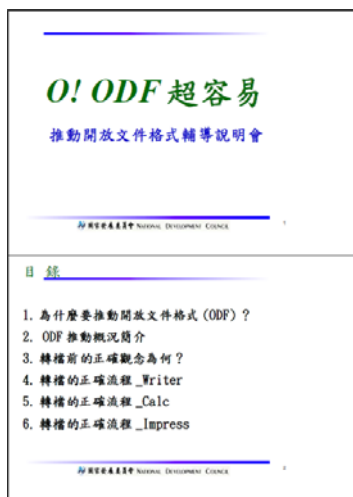 O! ODF 超容易
推動開放文件格式輔導說明會
國家發展委員會 NATIONAL DEVELOPMENT COUNCIL
1
目 錄
1. 為什麼要推動開放文件格式(ODF)?
2. ODF 推動概況簡介
3. 轉檔前的正確觀念為何?
4. 轉檔的正確流程_Writer
5. 轉檔的正確流程_Calc
6. 轉檔的正確流程_Impress
國家發展委員會 NATIONAL DEVELOPMENT COUNCIL
2